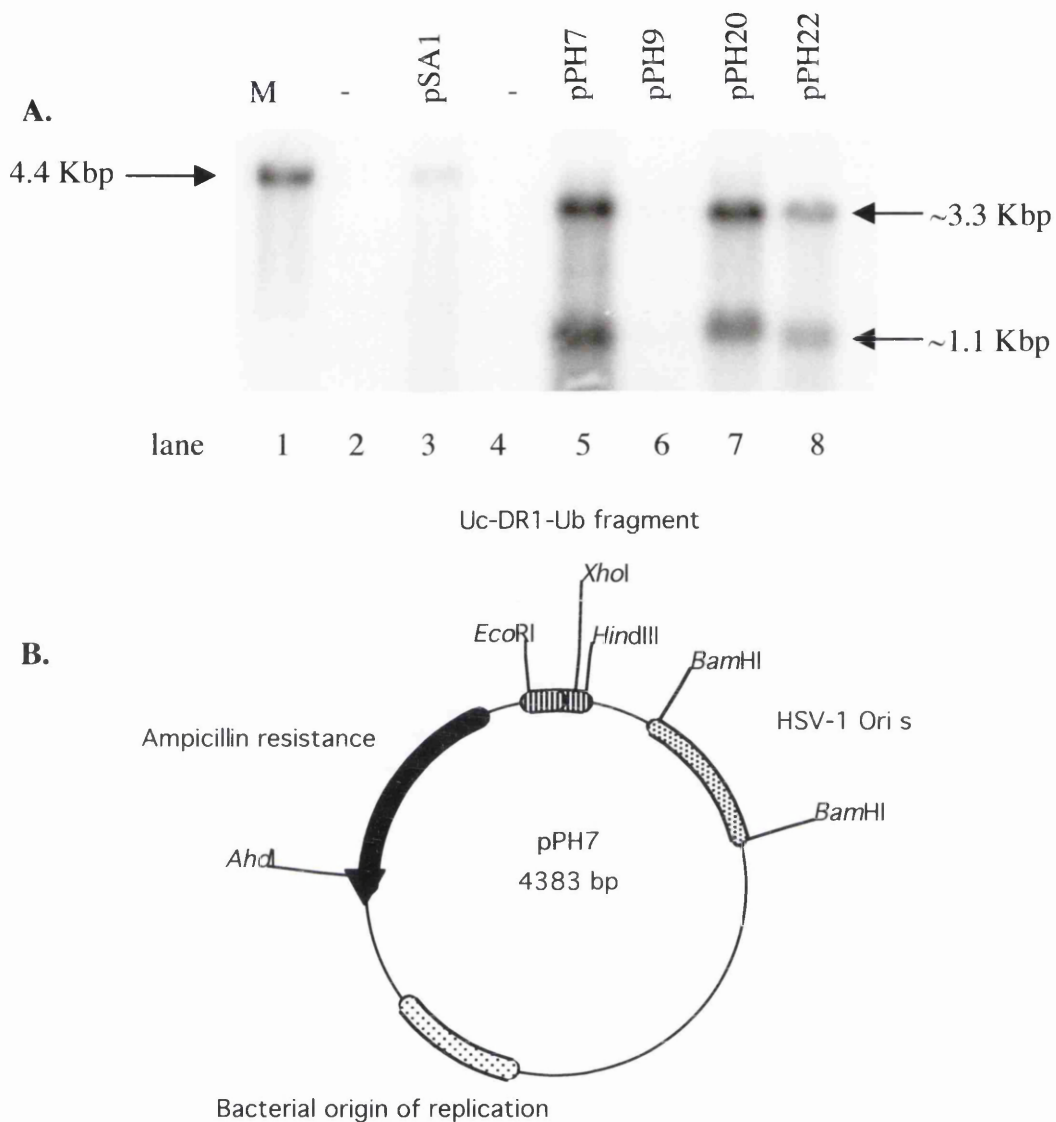 M - pSA1 - pPH7 pPH9 pPH20 pPH22
A.
4.4 Kbp
~3.3 Kbp
~1.1 Kbp
lane 1 2 3 4 5 6 7 8
Uc-DR1-Ub fragment
XhoI
EcoRI HindIII
B.
BamHI
HSV-1 Ori s
Ampicillin resistance
BamHI
AhdI
pPH7
4383 bp
Bacterial origin of replication